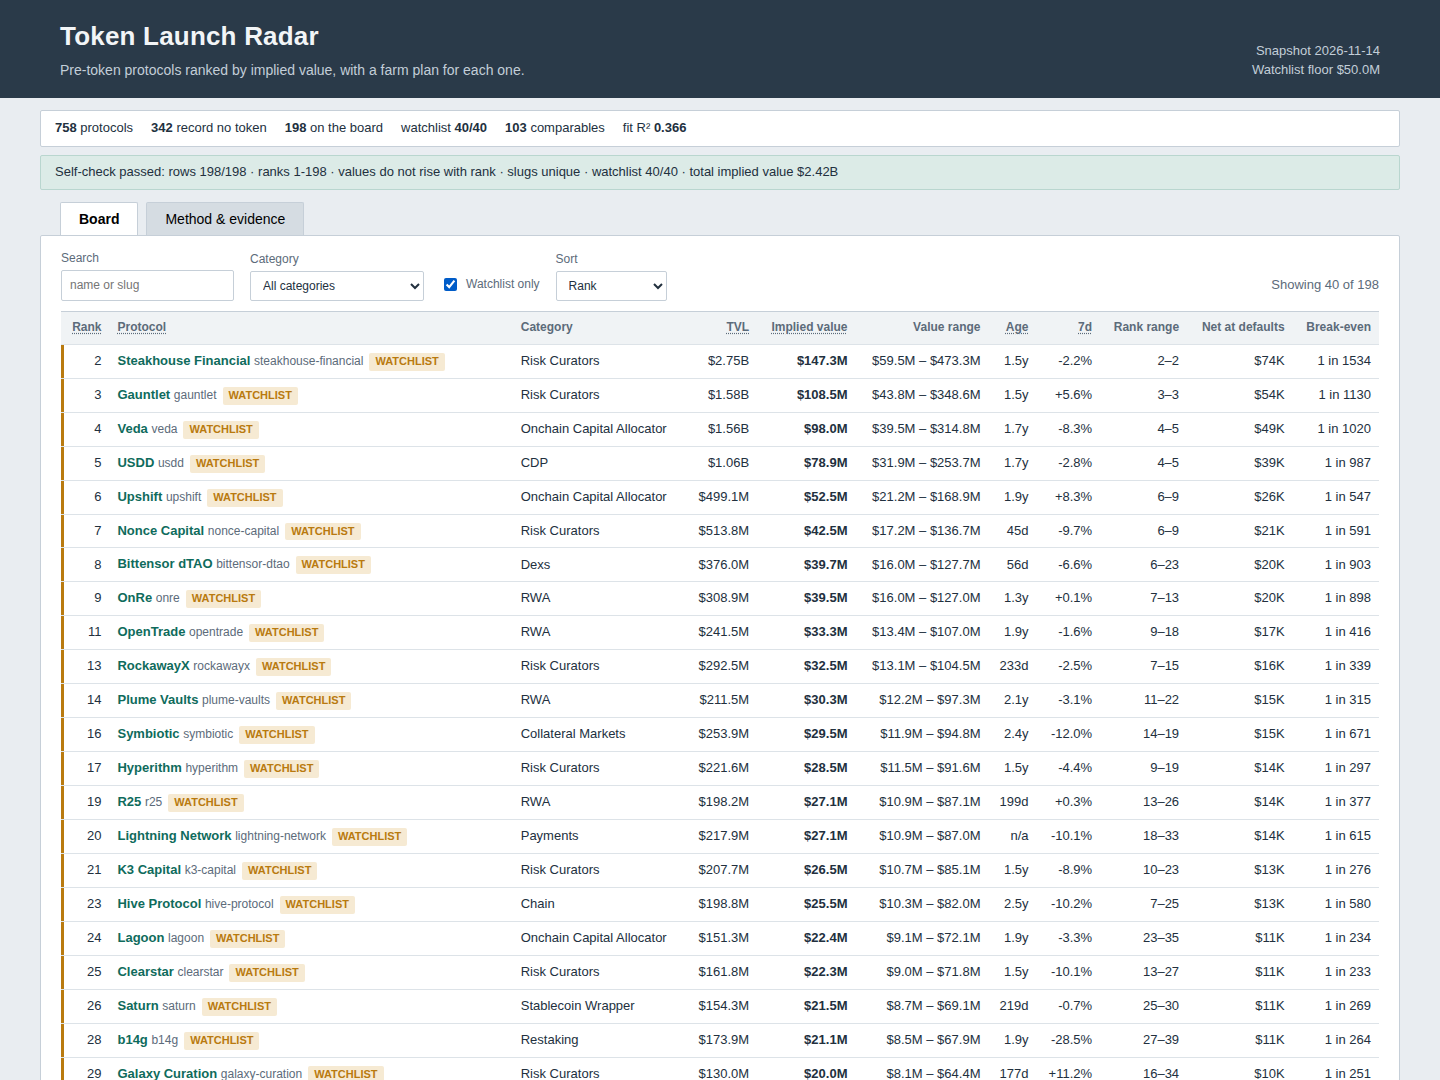 Token Launch Radar
Pre-token protocols ranked by implied value, with a farm plan for each one.
Snapshot 2026-11-14
Watchlist floor $50.0M
758 protocols 342 record no token 198 on the board watchlist 40/40 103 comparables fit R² 0.366
Self-check passed: rows 198/198 · ranks 1-198 · values do not rise with rank · slugs unique · watchlist 40/40 · total implied value $2.42B
Board Method & evidence
Search Category Sort
name or slug All categories Watchlist only Rank Showing 40 of 198
Rank Protocol Category TVL Implied value Value range Age 7d Rank range Net at defaults Break-even
2 Steakhouse Financial steakhouse-financial WATCHLIST Risk Curators $2.75B $147.3M $59.5M – $473.3M 1.5y -2.2% 2–2 $74K 1 in 1534
3 Gauntlet gauntlet WATCHLIST Risk Curators $1.58B $108.5M $43.8M – $348.6M 1.5y +5.6% 3–3 $54K 1 in 1130
4 Veda veda WATCHLIST Onchain Capital Allocator $1.56B $98.0M $39.5M – $314.8M 1.7y -8.3% 4–5 $49K 1 in 1020
5 USDD usdd WATCHLIST CDP $1.06B $78.9M $31.9M – $253.7M 1.7y -2.8% 4–5 $39K 1 in 987
6 Upshift upshift WATCHLIST Onchain Capital Allocator $499.1M $52.5M $21.2M – $168.9M 1.9y +8.3% 6–9 $26K 1 in 547
7 Nonce Capital nonce-capital WATCHLIST Risk Curators $513.8M $42.5M $17.2M – $136.7M 45d -9.7% 6–9 $21K 1 in 591
8 Bittensor dTAO bittensor-dtao WATCHLIST Dexs $376.0M $39.7M $16.0M – $127.7M 56d -6.6% 6–23 $20K 1 in 903
9 OnRe onre WATCHLIST RWA $308.9M $39.5M $16.0M – $127.0M 1.3y +0.1% 7–13 $20K 1 in 898
11 OpenTrade opentrade WATCHLIST RWA $241.5M $33.3M $13.4M – $107.0M 1.9y -1.6% 9–18 $17K 1 in 416
13 RockawayX rockawayx WATCHLIST Risk Curators $292.5M $32.5M $13.1M – $104.5M 233d -2.5% 7–15 $16K 1 in 339
14 Plume Vaults plume-vaults WATCHLIST RWA $211.5M $30.3M $12.2M – $97.3M 2.1y -3.1% 11–22 $15K 1 in 315
16 Symbiotic symbiotic WATCHLIST Collateral Markets $253.9M $29.5M $11.9M – $94.8M 2.4y -12.0% 14–19 $15K 1 in 671
17 Hyperithm hyperithm WATCHLIST Risk Curators $221.6M $28.5M $11.5M – $91.6M 1.5y -4.4% 9–19 $14K 1 in 297
19 R25 r25 WATCHLIST RWA $198.2M $27.1M $10.9M – $87.1M 199d +0.3% 13–26 $14K 1 in 377
20 Lightning Network lightning-network WATCHLIST Payments $217.9M $27.1M $10.9M – $87.0M n/a -10.1% 18–33 $14K 1 in 615
21 K3 Capital k3-capital WATCHLIST Risk Curators $207.7M $26.5M $10.7M – $85.1M 1.5y -8.9% 10–23 $13K 1 in 276
23 Hive Protocol hive-protocol WATCHLIST Chain $198.8M $25.5M $10.3M – $82.0M 2.5y -10.2% 7–25 $13K 1 in 580
24 Lagoon lagoon WATCHLIST Onchain Capital Allocator $151.3M $22.4M $9.1M – $72.1M 1.9y -3.3% 23–35 $11K 1 in 234
25 Clearstar clearstar WATCHLIST Risk Curators $161.8M $22.3M $9.0M – $71.8M 1.5y -10.1% 13–27 $11K 1 in 233
26 Saturn saturn WATCHLIST Stablecoin Wrapper $154.3M $21.5M $8.7M – $69.1M 219d -0.7% 25–30 $11K 1 in 269
28 b14g b14g WATCHLIST Restaking $173.9M $21.1M $8.5M – $67.9M 1.9y -28.5% 27–39 $11K 1 in 264
29 Galaxy Curation galaxy-curation WATCHLIST Risk Curators $130.0M $20.0M $8.1M – $64.4M 177d +11.2% 16–34 $10K 1 in 251